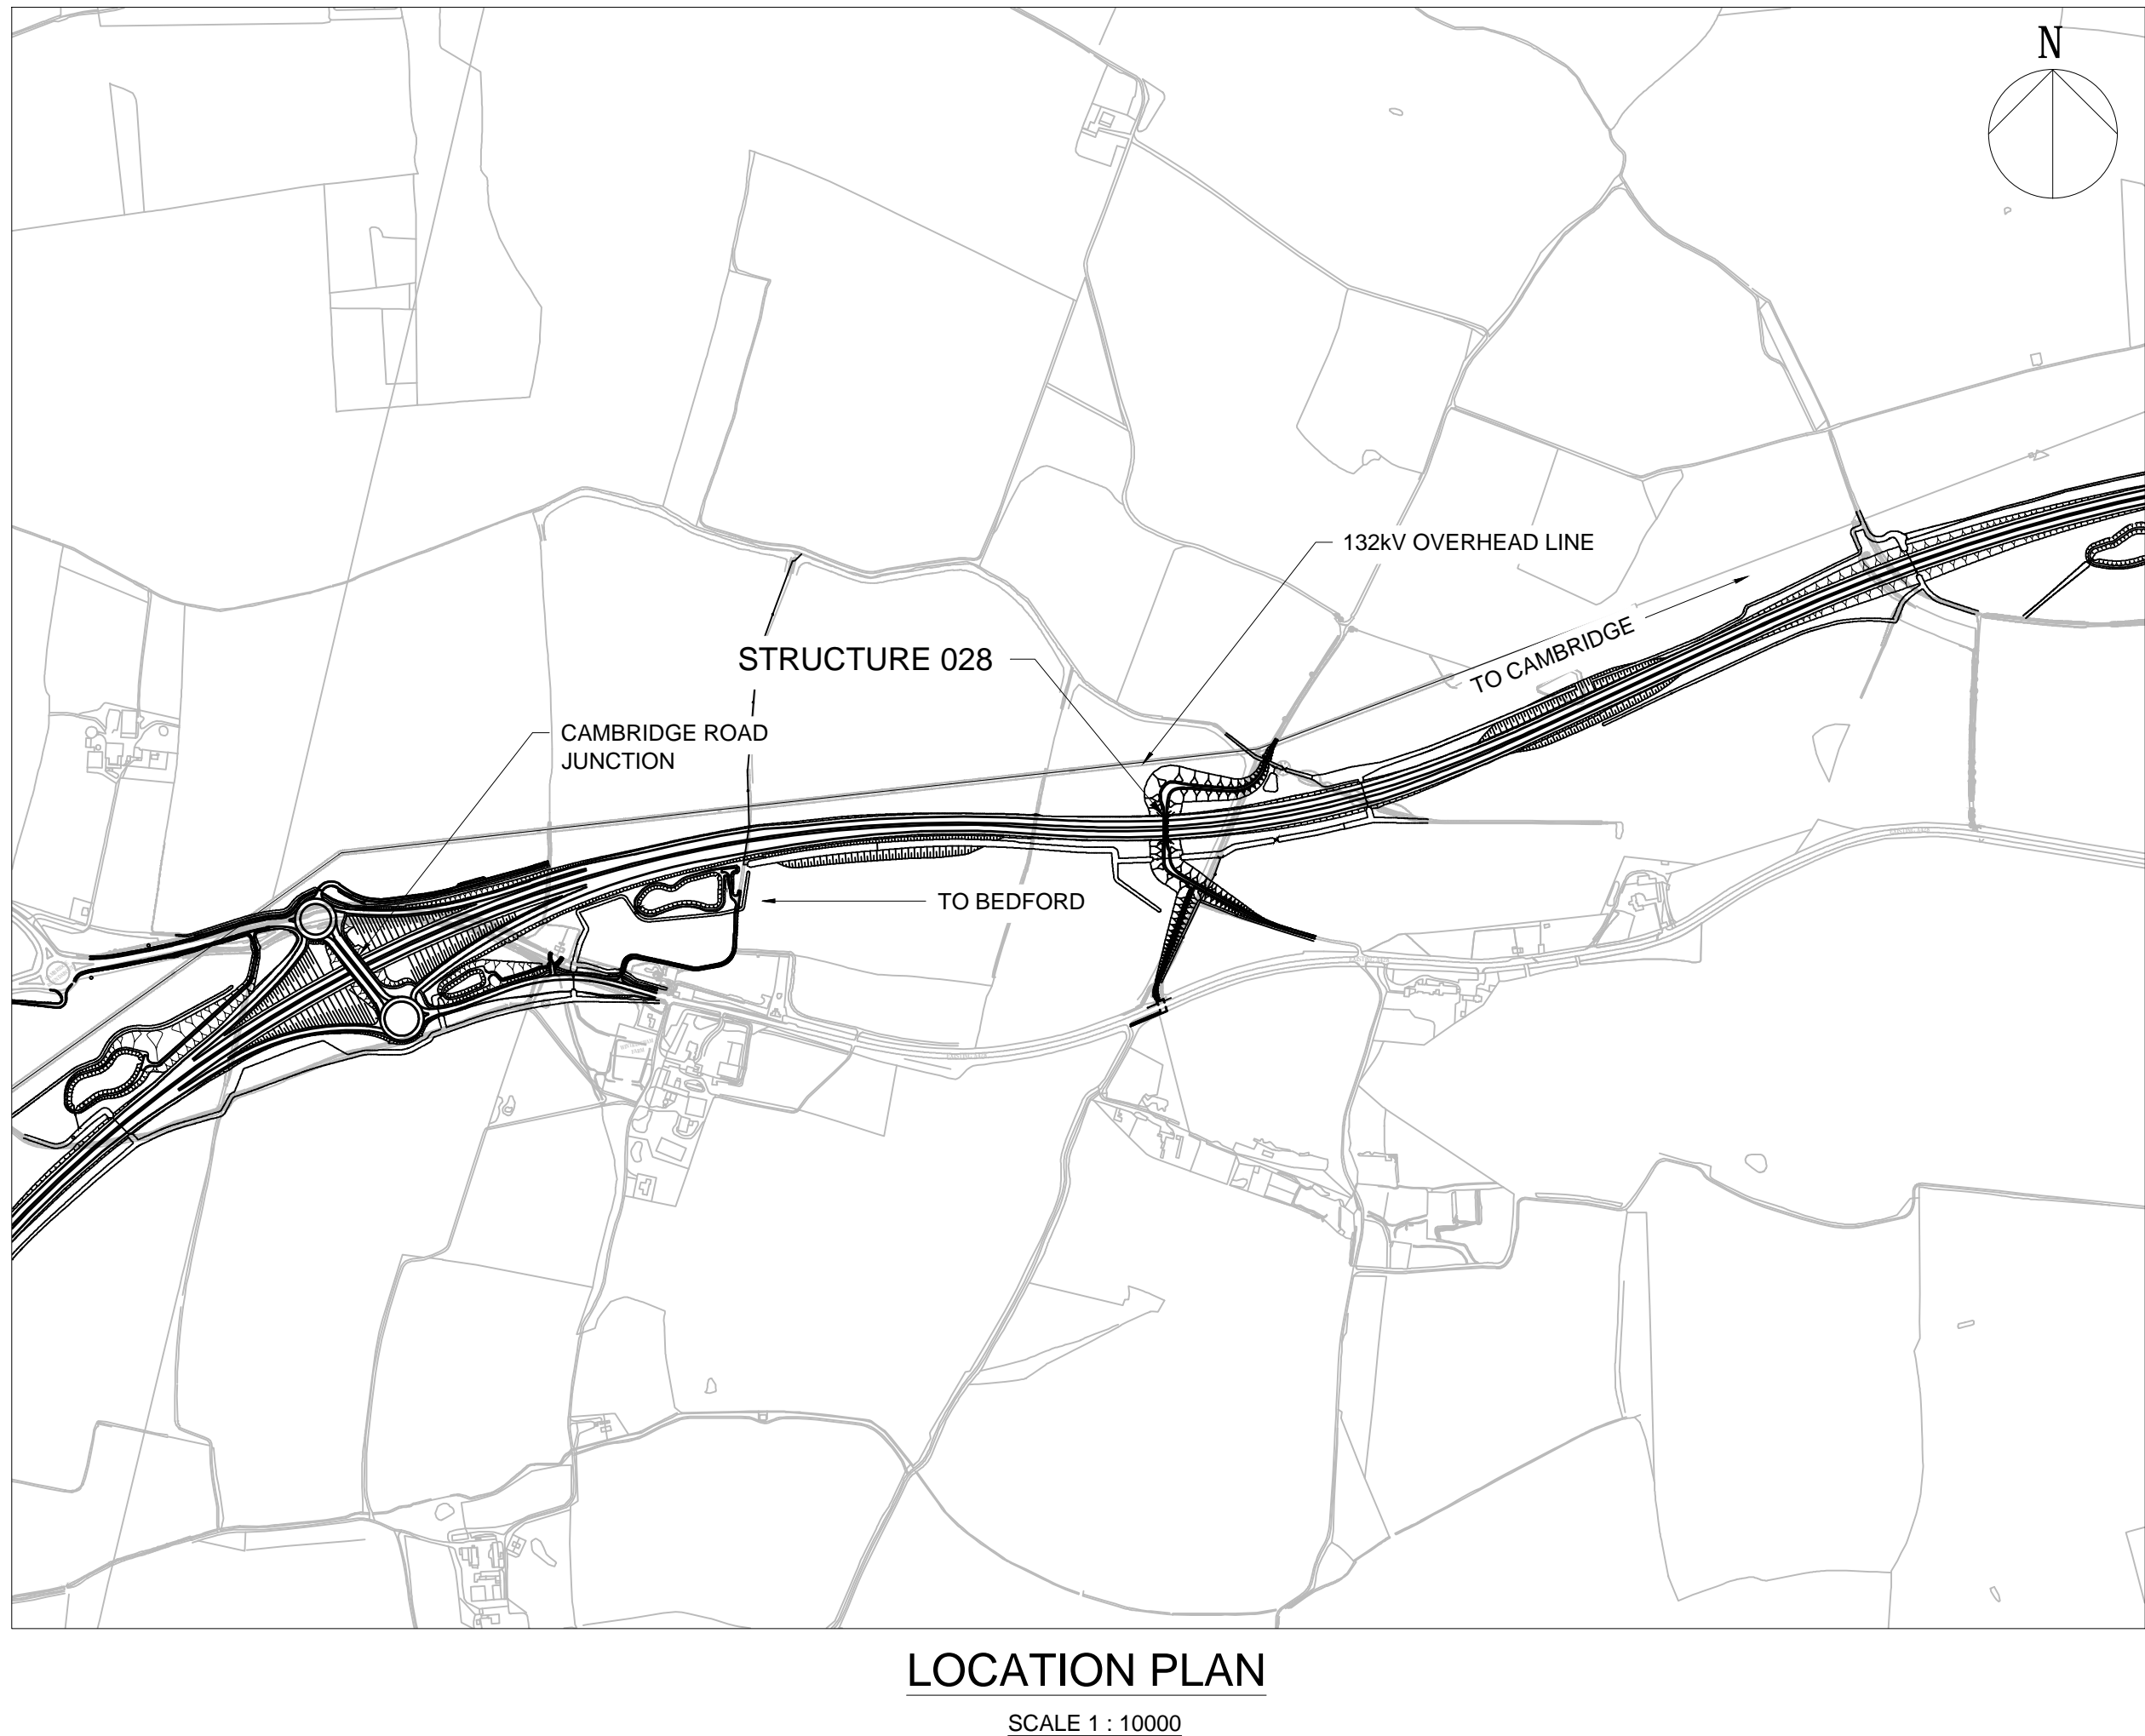 N
132kV OVERHEAD LINE
TO CAMBRIDGE
STRUCTURE 028
CAMBRIDGE ROAD
JUNCTION
TO BEDFORD
LOCATION PLAN
SCALE 1 : 10000